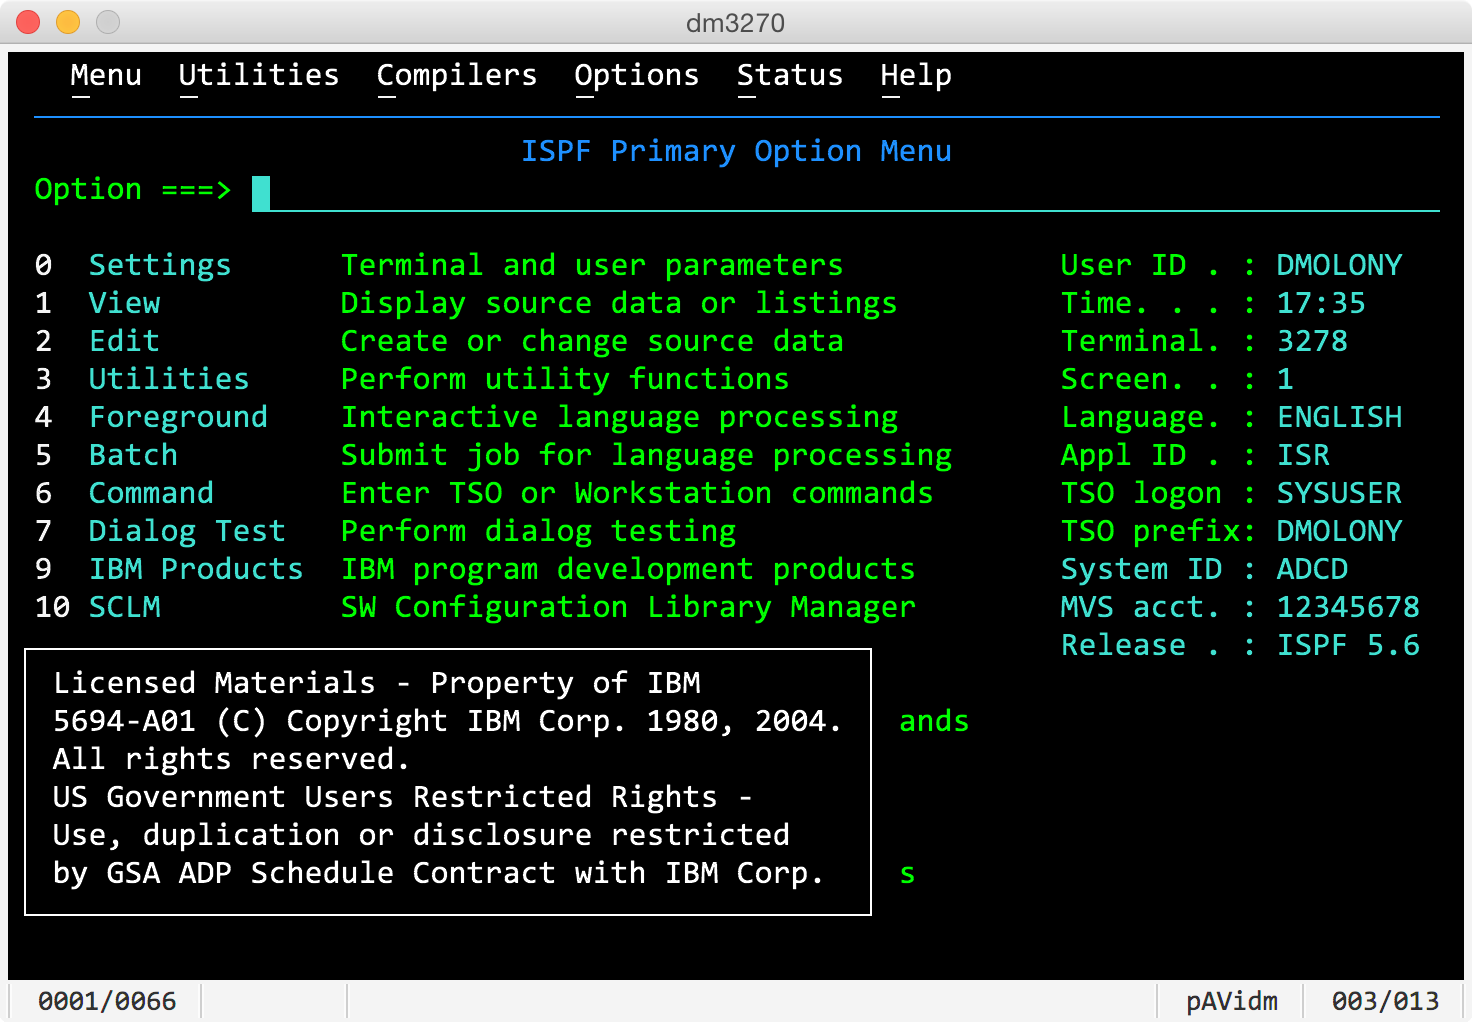 dm3270
Menu Utilities Compilers Options Status Help
ISPF Primary Option Menu
Option ===>
0 Settings Terminal and user parameters User ID . : DMOLONY
1 View Display source data or listings Time. . . : 17:35
2 Edit Create or change source data Terminal. : 3278
3 Utilities Perform utility functions Screen. . : 1
4 Foreground Interactive language processing Language. : ENGLISH
5 Batch Submit job for language processing Appl ID . : ISR
6 Command Enter TSO or Workstation commands TSO logon : SYSUSER
7 Dialog Test Perform dialog testing TSO prefix: DMOLONY
9 IBM Products IBM program development products System ID : ADCD
10 SCLM SW Configuration Library Manager MVS acct. : 12345678
Release . : ISPF 5.6
Licensed Materials - Property of IBM
5694-A01 (C) Copyright IBM Corp. 1980, 2004. ands
All rights reserved.
US Government Users Restricted Rights -
Use, duplication or disclosure restricted
by GSA ADP Schedule Contract with IBM Corp. s
0001/0066 pAVidm 003/013